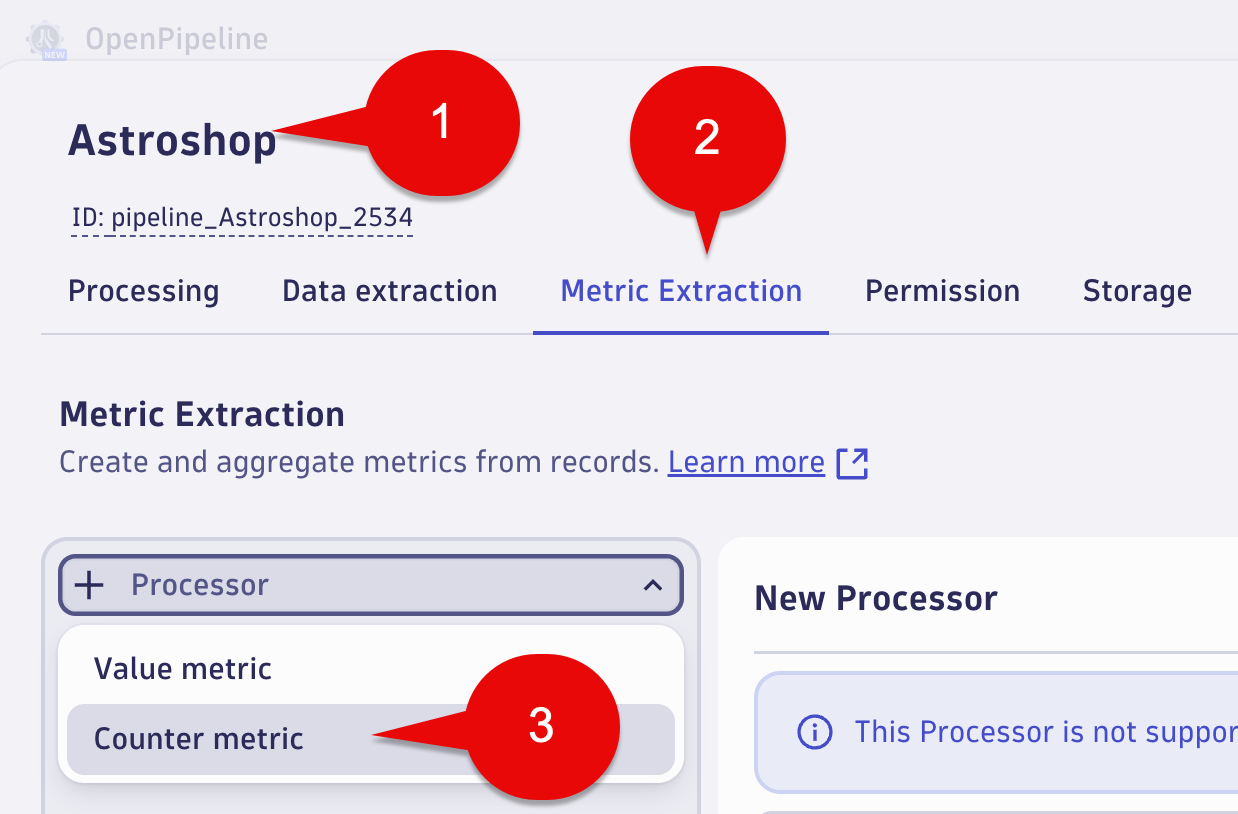 OpenPipeline
NEW
1
2
Astroshop
ID: pipeline_Astroshop_2534
Processing Data extraction Metric Extraction Permission Storage
Metric Extraction
Create and aggregate metrics from records. Learn more
Processor
New Processor
Value metric
3
Counter metric
This Processor is not suppor